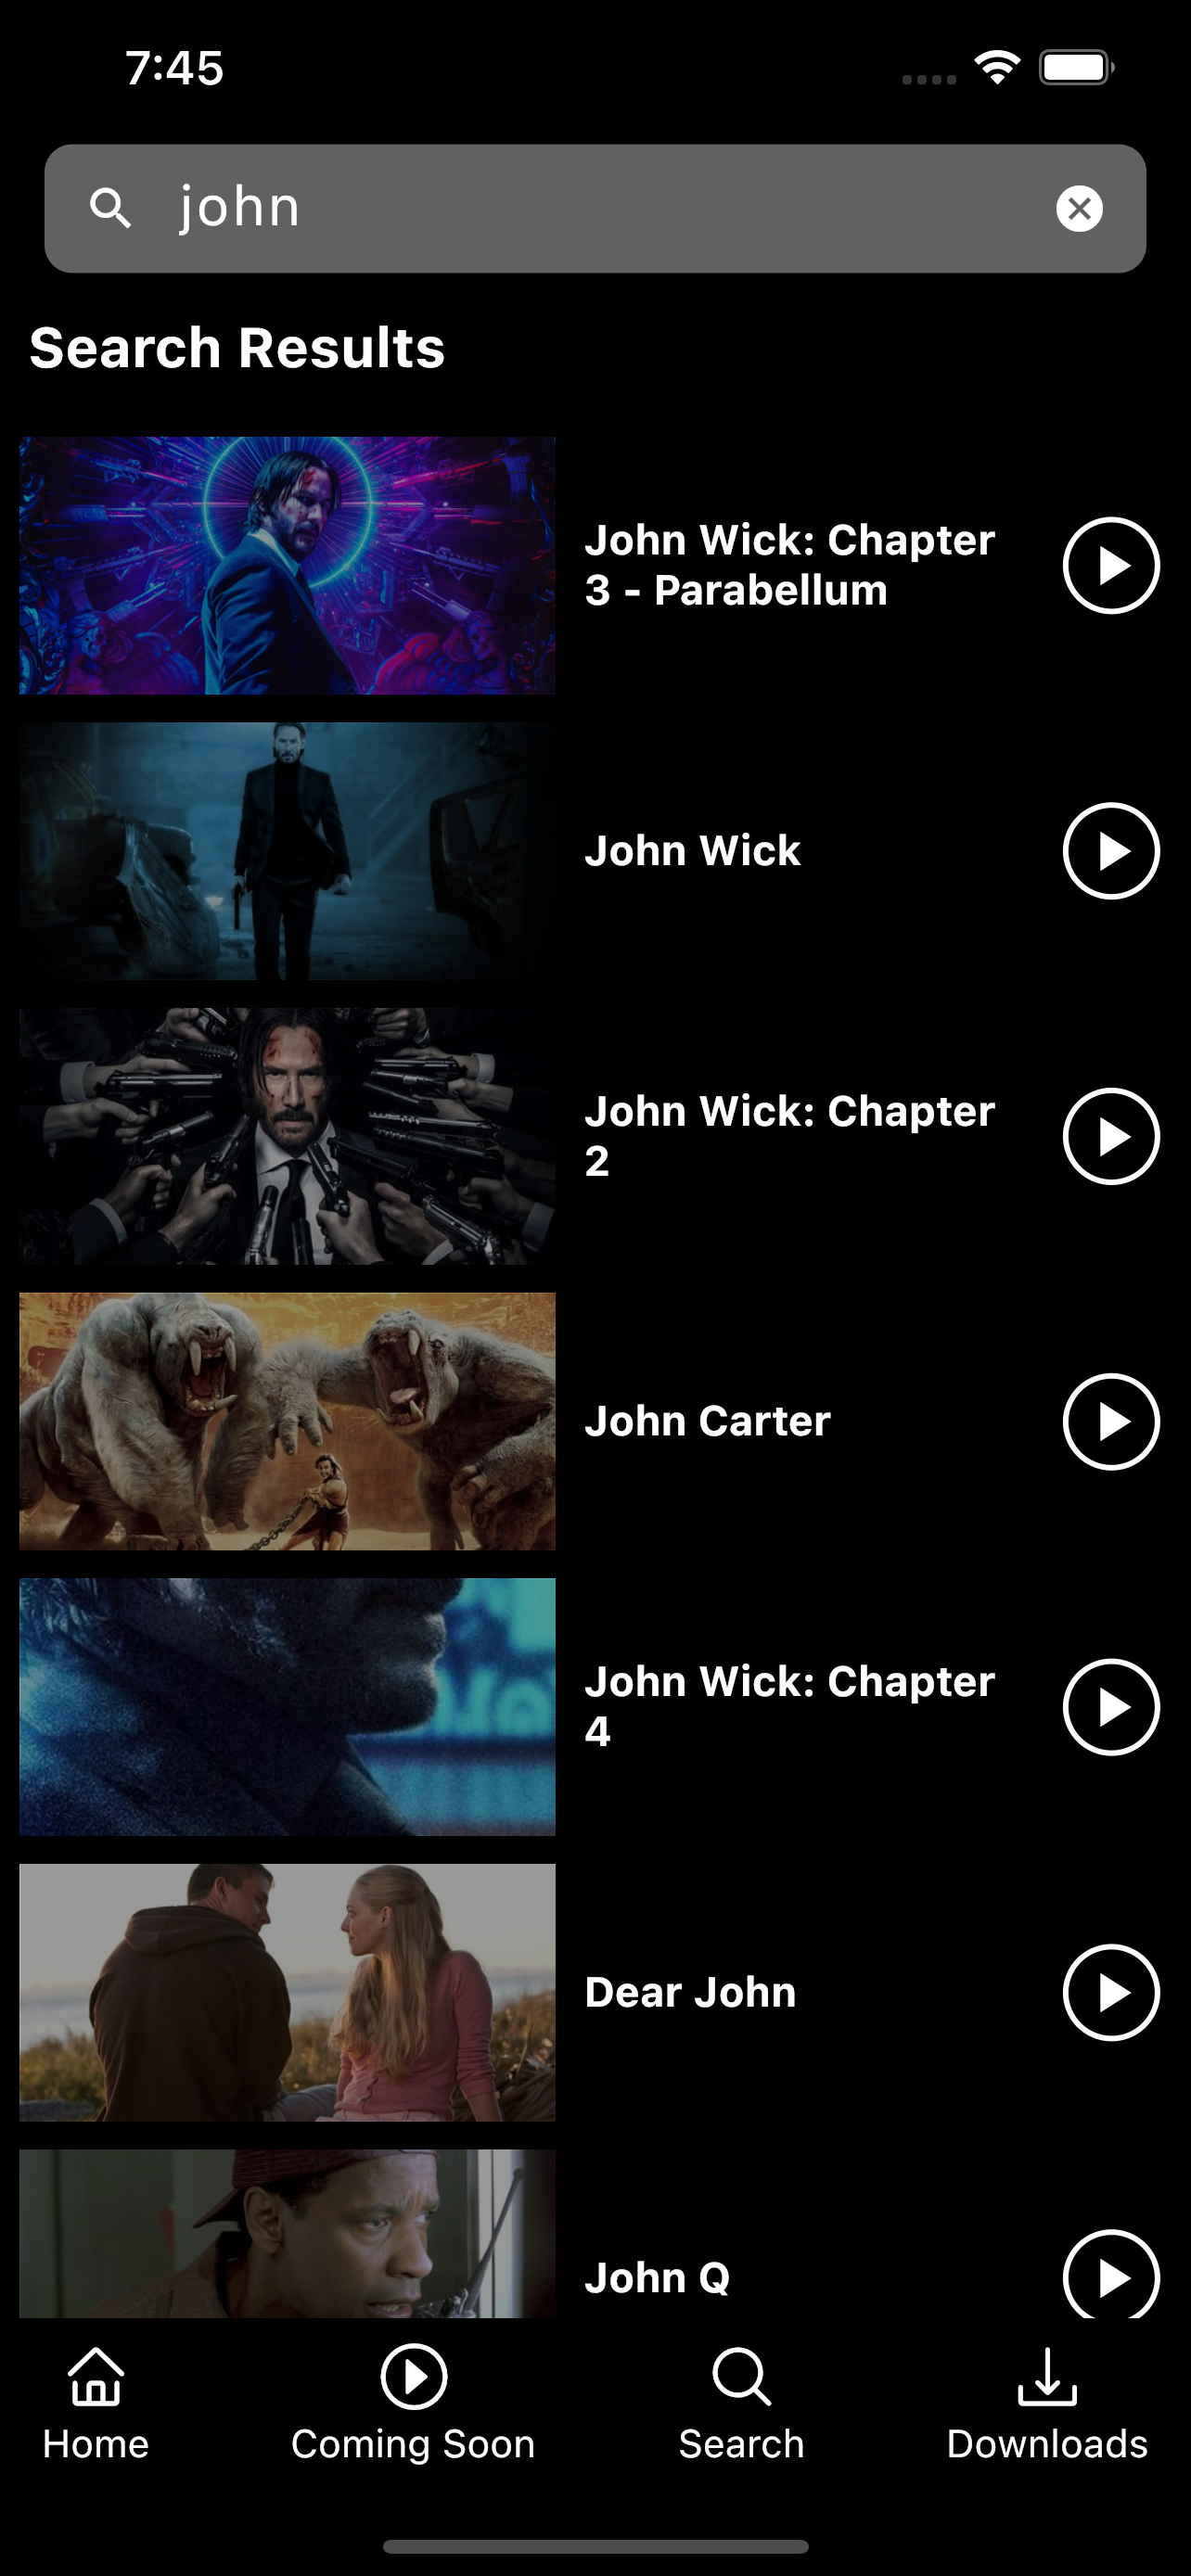 7:45
john
Search Results
John Wick: Chapter
3 - Parabellum
John Wick
John Wick: Chapter
2
John Carter
John Wick: Chapter
4
Dear John
John Q
Home
Coming Soon
Search
Downloads